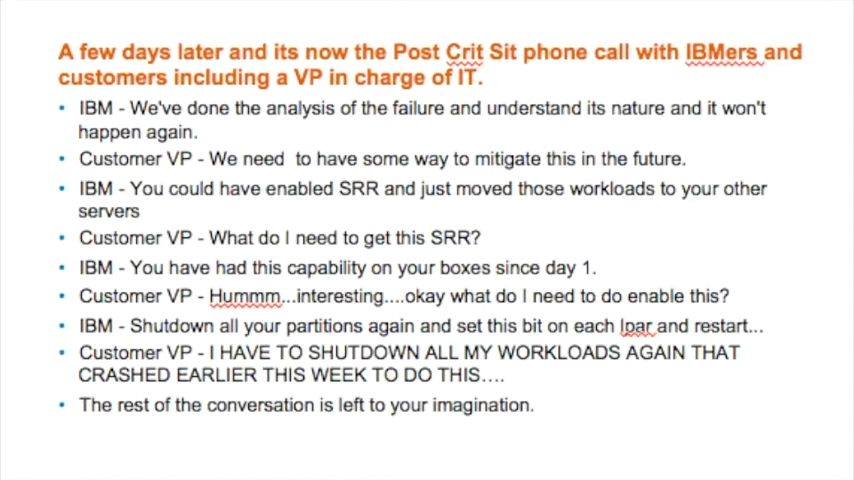 A few days later and its now the Post Crit Sit phone call with IBMers and
customers including a VP in charge of IT.
• IBM - We've done the analysis of the failure and understand its nature and it won't
happen again.
• Customer VP - We need  to have some way to mitigate this in the future.
• IBM - You could have enabled SRR and just moved those workloads to your other
servers
• Customer VP - What do I need to get this SRR?
• IBM - You have had this capability on your boxes since day 1.
• Customer VP - Hummm...interesting....okay what do I need to do enable this?
• IBM - Shutdown all your partitions again and set this bit on each lpar and restart...
• Customer VP - I HAVE TO SHUTDOWN ALL MY WORKLOADS AGAIN THAT
CRASHED EARLIER THIS WEEK TO DO THIS....
• The rest of the conversation is left to your imagination.